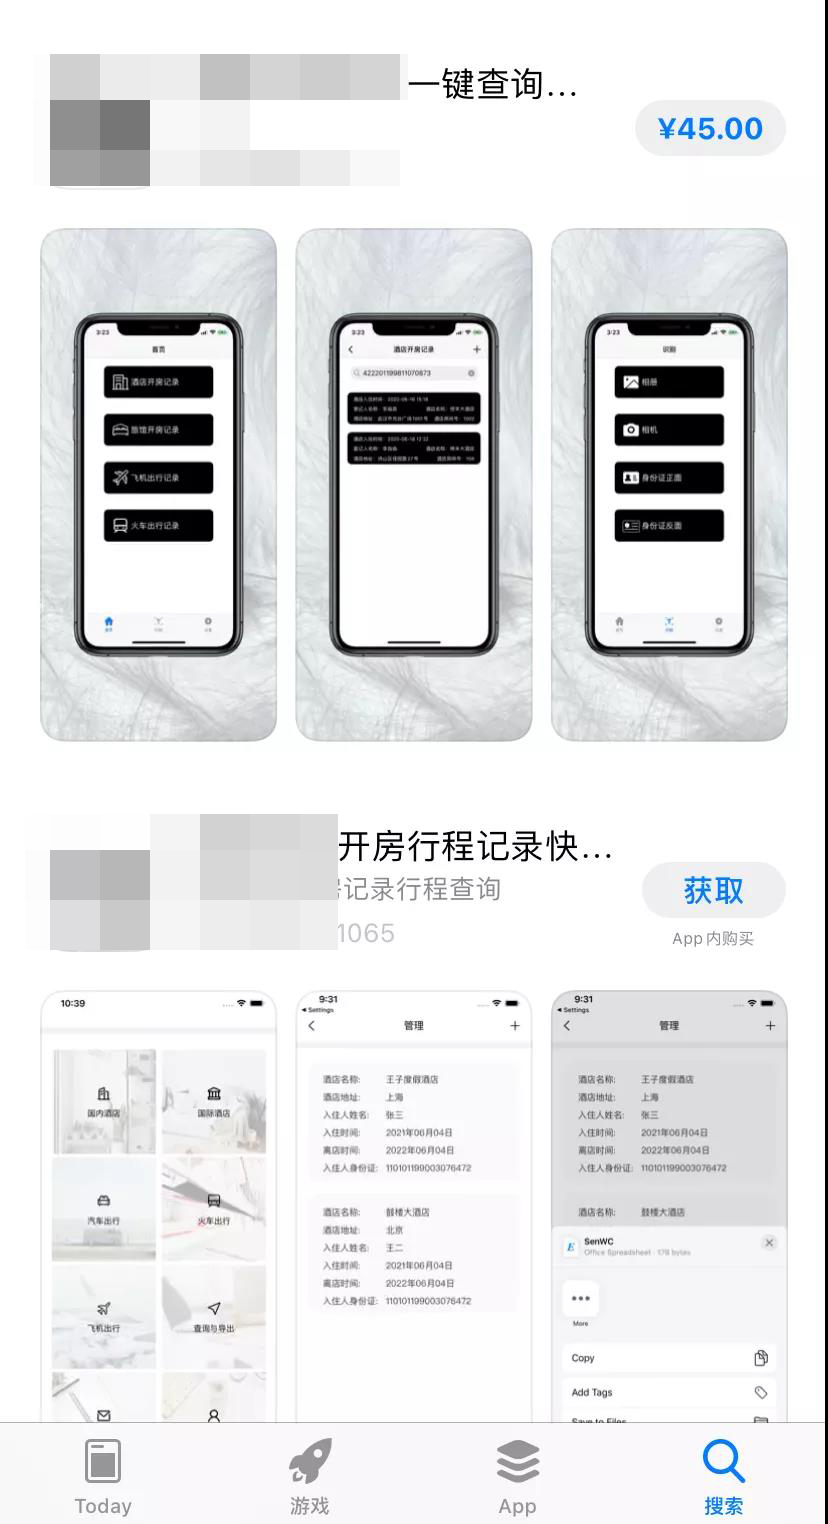 一键查询...
¥45.00
3:23
首页
酒店开房记录
旅馆开房记录
飞机出行记录
火车出行记录
3:23
酒店开房记录
422201199811070873
3:23
识别
相册
相机
身份证正面
身份证反面
开房行程记录快...
记录行程查询
获取
1065
App 内购买
10:39
国内酒店
国际酒店
汽车出行
火车出行
飞机出行
查询与导出
9:31
Settings
管理
酒店名称: 王子度假酒店
酒店地址: 上海
入住人姓名: 张三
入住时间: 2021年06月04日
离店时间: 2022年06月04日
入住人身份证: 110101199003076472
酒店名称: 鼓楼大酒店
酒店地址: 北京
入住人姓名: 王二
入住时间: 2021年06月04日
离店时间: 2022年06月04日
入住人身份证: 110101199003076472
9:31
Settings
管理
酒店名称: 王子度假酒店
酒店地址: 上海
入住人姓名: 张三
入住时间: 2021年06月04日
离店时间: 2022年06月04日
入住人身份证: 110101199003076472
酒店名称: 鼓楼大酒店
SenWC
Office Spreadsheet · 178 bytes
More
Copy
Add Tags
Save to Files
Today
游戏
App
搜索